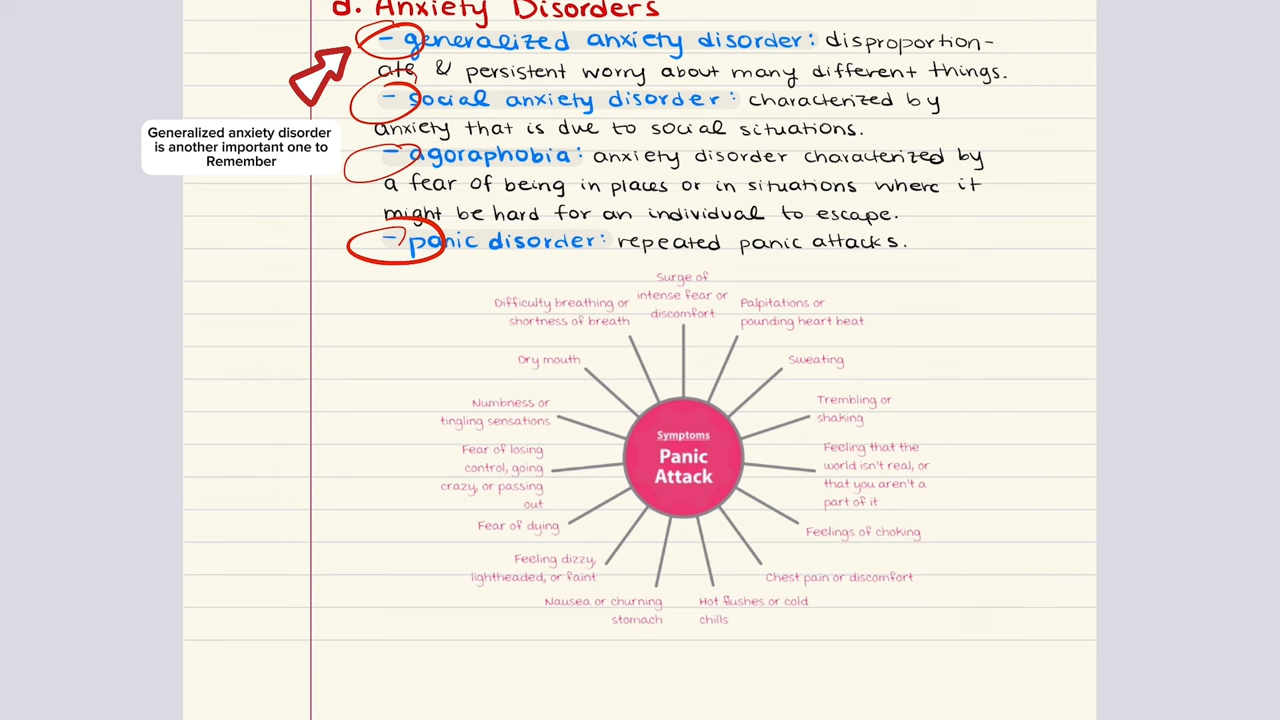 d. Anxiety Disorders
- generalized anxiety disorder: disproportion-
ate & persistent worry about many different things.
- social anxiety disorder: characterized by
anxiety that is due to social situations.
- agoraphobia: anxiety disorder characterized by
a fear of being in places or in situations where it
might be hard for an individual to escape.
- panic disorder: repeated panic attacks.
Generalized anxiety disorder
is another important one to
Remember
Symptoms
Panic
Attack
Surge of
intense fear or
discomfort
Palpitations or
pounding heart beat
Sweating
Trembling or
shaking
Feeling that the
world isn't real, or
that you aren't a
part of it
Feelings of choking
Chest pain or discomfort
Hot flushes or cold
chills
Nausea or churning
stomach
Feeling dizzy,
lightheaded, or faint
Fear of dying
Fear of losing
control, going
crazy, or passing
out
Numbness or
tingling sensations
Dry mouth
Difficulty breathing or
shortness of breath